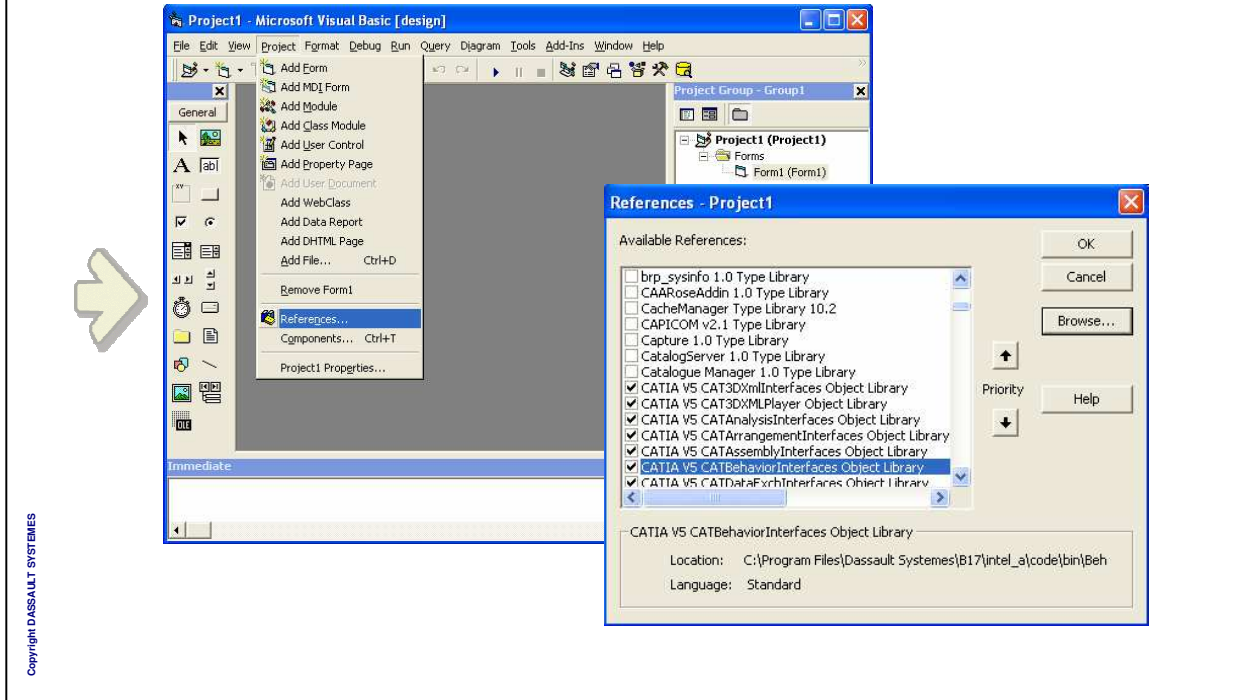 Project1 - Microsoft Visual Basic [design]
File Edit View Project Format Debug Run Query Diagram Tools Add-Ins Window Help
Add Form
Add MDI Form
Add Module
Add Class Module
Add User Control
Add Property Page
Add User Document
Add WebClass
Add Data Report
Add DHTML Page
Add File... Ctrl+D
Remove Form1
References...
Components... Ctrl+T
Project1 Properties...
General
A ab|
XY
OLE
Project Group - Group1
Project1 (Project1)
Forms
Form1 (Form1)
Immediate
References - Project1
Available References:
brp_sysinfo 1.0 Type Library
CAARoseAddin 1.0 Type Library
CacheManager Type Library 10.2
CAPICOM v2.1 Type Library
Capture 1.0 Type Library
CatalogServer 1.0 Type Library
Catalogue Manager 1.0 Type Library
CATIA V5 CAT3DXmlInterfaces Object Library
CATIA V5 CAT3DXMLPlayer Object Library
CATIA V5 CATAnalysisInterfaces Object Library
CATIA V5 CATArrangementInterfaces Object Library
CATIA V5 CATAssemblyInterfaces Object Library
CATIA V5 CATBehaviorInterfaces Object Library
CATIA V5 CATDataExchInterfaces Object Library
OK
Cancel
Browse...
Priority
Help
CATIA V5 CATBehaviorInterfaces Object Library
Location: C:\Program Files\Dassault Systemes\B17\intel_a\code\bin\Beh
Language: Standard
Copyright DASSAULT SYSTEMES